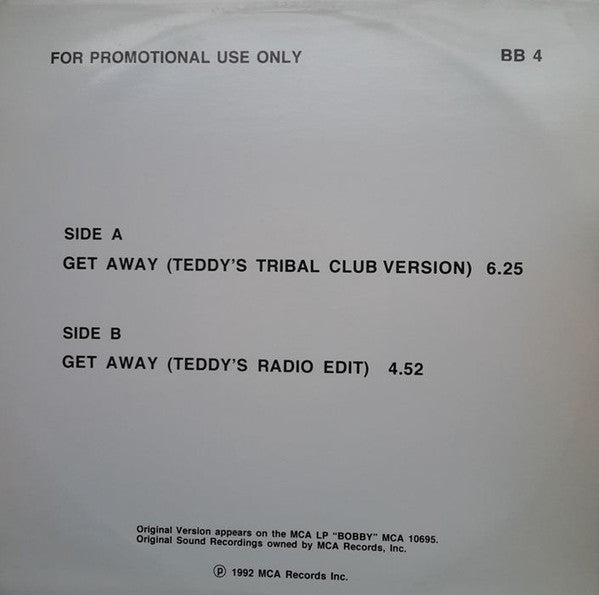 FOR PROMOTIONAL USE ONLY BB 4
SIDE A
GET AWAY (TEDDY'S TRIBAL CLUB VERSION) 6.25
SIDE B
GET AWAY (TEDDY'S RADIO EDIT) 4.52
Original Version appears on the MCA LP "BOBBY" MCA 10695.
Original Sound Recordings owned by MCA Records, Inc.
℗ 1992 MCA Records Inc.